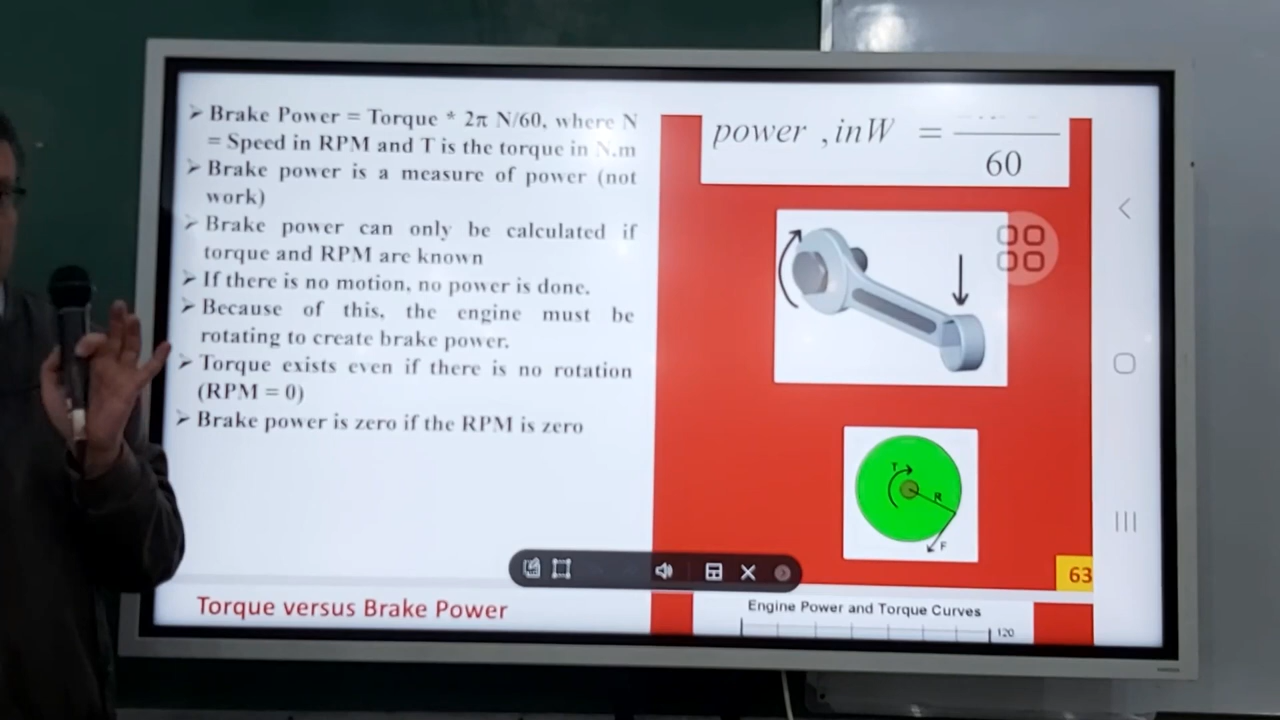 ➢ Brake Power = Torque * 2π N/60, where N
= Speed in RPM and T is the torque in N.m
➢ Brake power is a measure of power (not
work)
➢ Brake power can only be calculated if
torque and RPM are known
➢ If there is no motion, no power is done.
➢ Because of this, the engine must be
rotating to create brake power.
➢ Torque exists even if there is no rotation
(RPM = 0)
➢ Brake power is zero if the RPM is zero
power , inW =
60
T
R
F
63
Torque versus Brake Power
Engine Power and Torque Curves
120